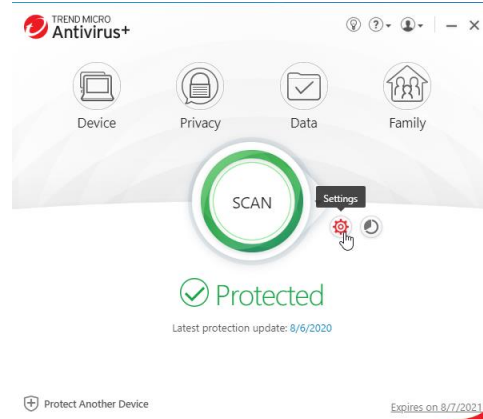 TREND MICRO
Antivirus+
Device
Privacy
Data
Family
SCAN
Settings
Protected
Latest protection update: 8/6/2020
Protect Another Device
Expires on 8/7/2021